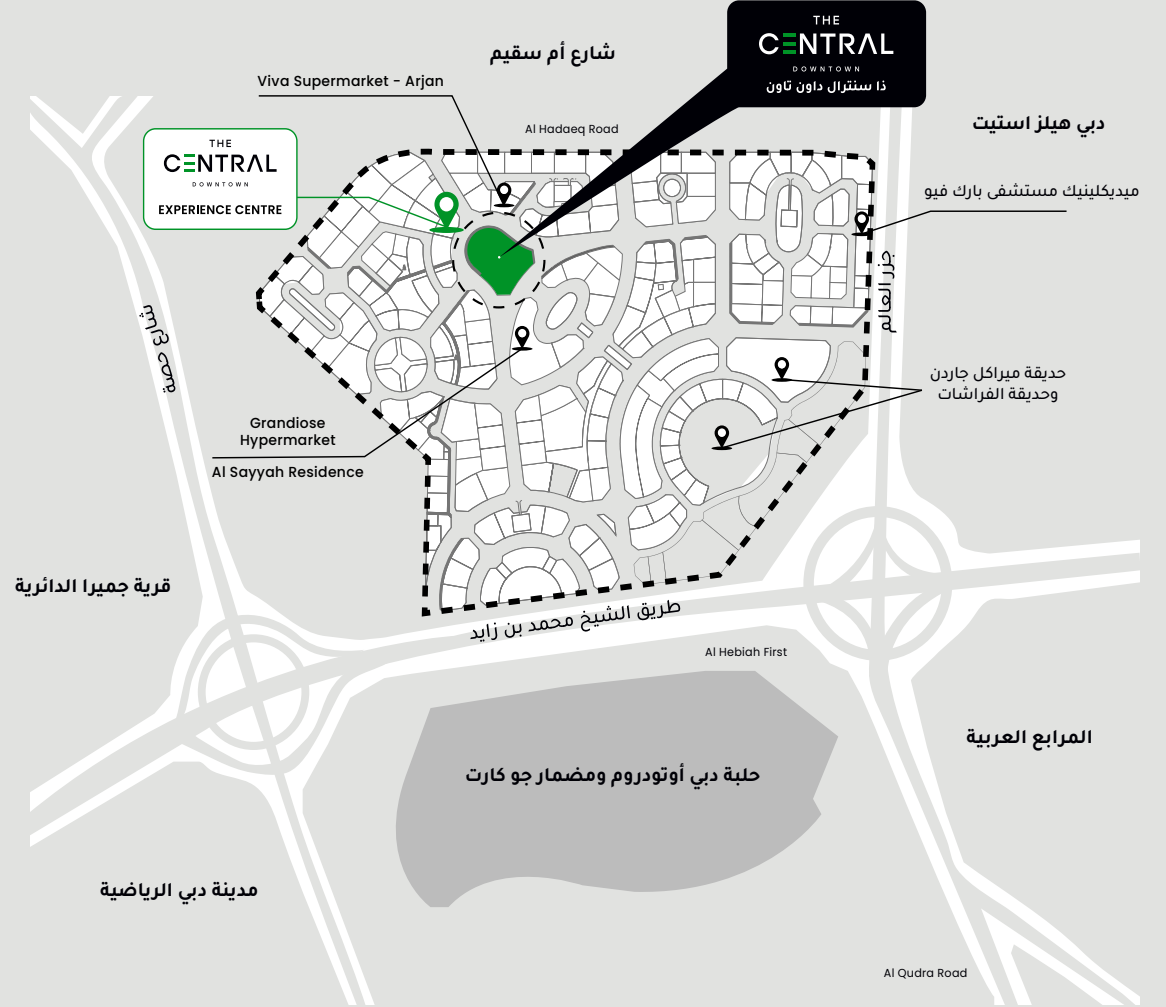 THE
CENTRAL
DOWNTOWN
ذا سنترال داون تاون
شارع أم سقيم
Viva Supermarket - Arjan
Al Hadaeq Road
دبي هيلز استيت
THE
CENTRAL
DOWNTOWN
EXPERIENCE CENTRE
ميديكلينيك مستشفى بارك فيو
جزر العالم
شارع حصة
حديقة ميراكل جاردن
وحديقة الفراشات
Grandiose
Hypermarket
Al Sayyah Residence
قرية جميرا الدائرية
طريق الشيخ محمد بن زايد
Al Hebiah First
المرابع العربية
حلبة دبي أوتودروم ومضمار جو كارت
مدينة دبي الرياضية
Al Qudra Road